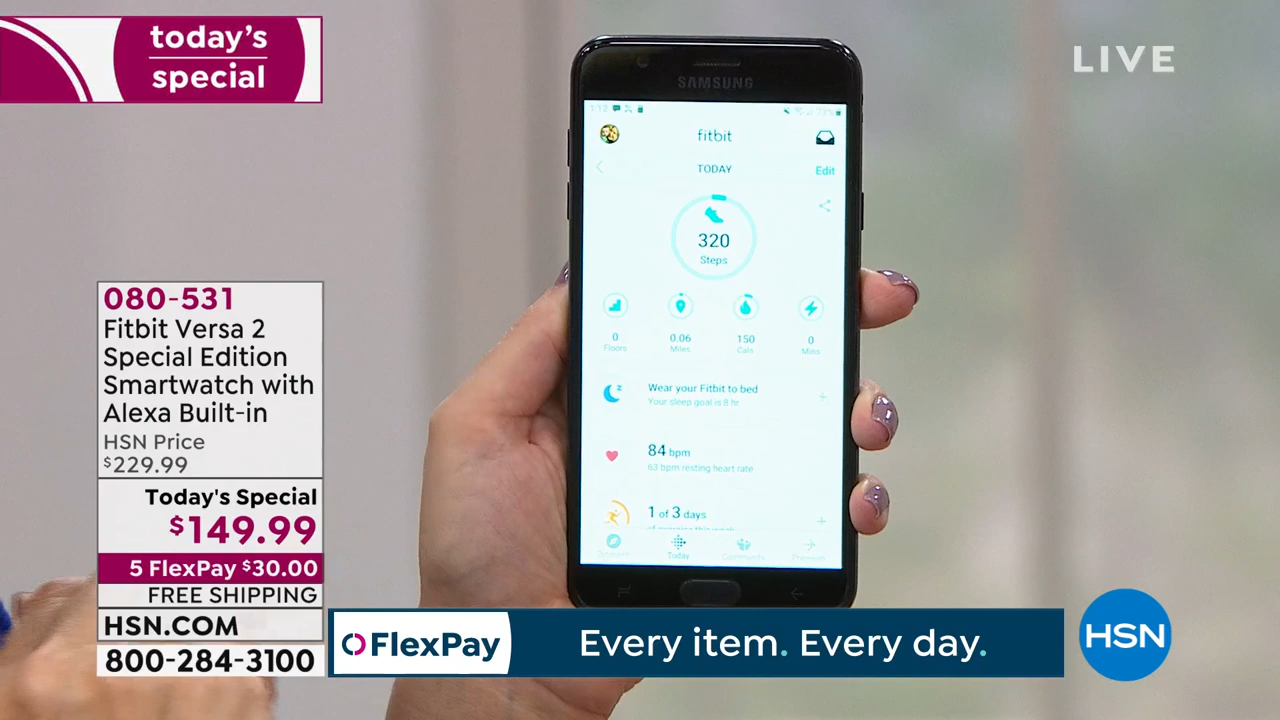 today's
special
LIVE
SAMSUNG
fitbit
TODAY
Edit
320
Steps
0
Floors
0.06
Miles
150
Cals
0
Mins
Wear your Fitbit to bed
Your sleep goal is 8 hr
84 bpm
63 bpm resting heart rate
1 of 3 days
Today
Community
Premium
080-531
Fitbit Versa 2
Special Edition
Smartwatch with
Alexa Built-in
HSN Price
$229.99
Today's Special
$149.99
5 FlexPay $30.00
FREE SHIPPING
HSN.COM
800-284-3100
FlexPay
Every item. Every day.
HSN